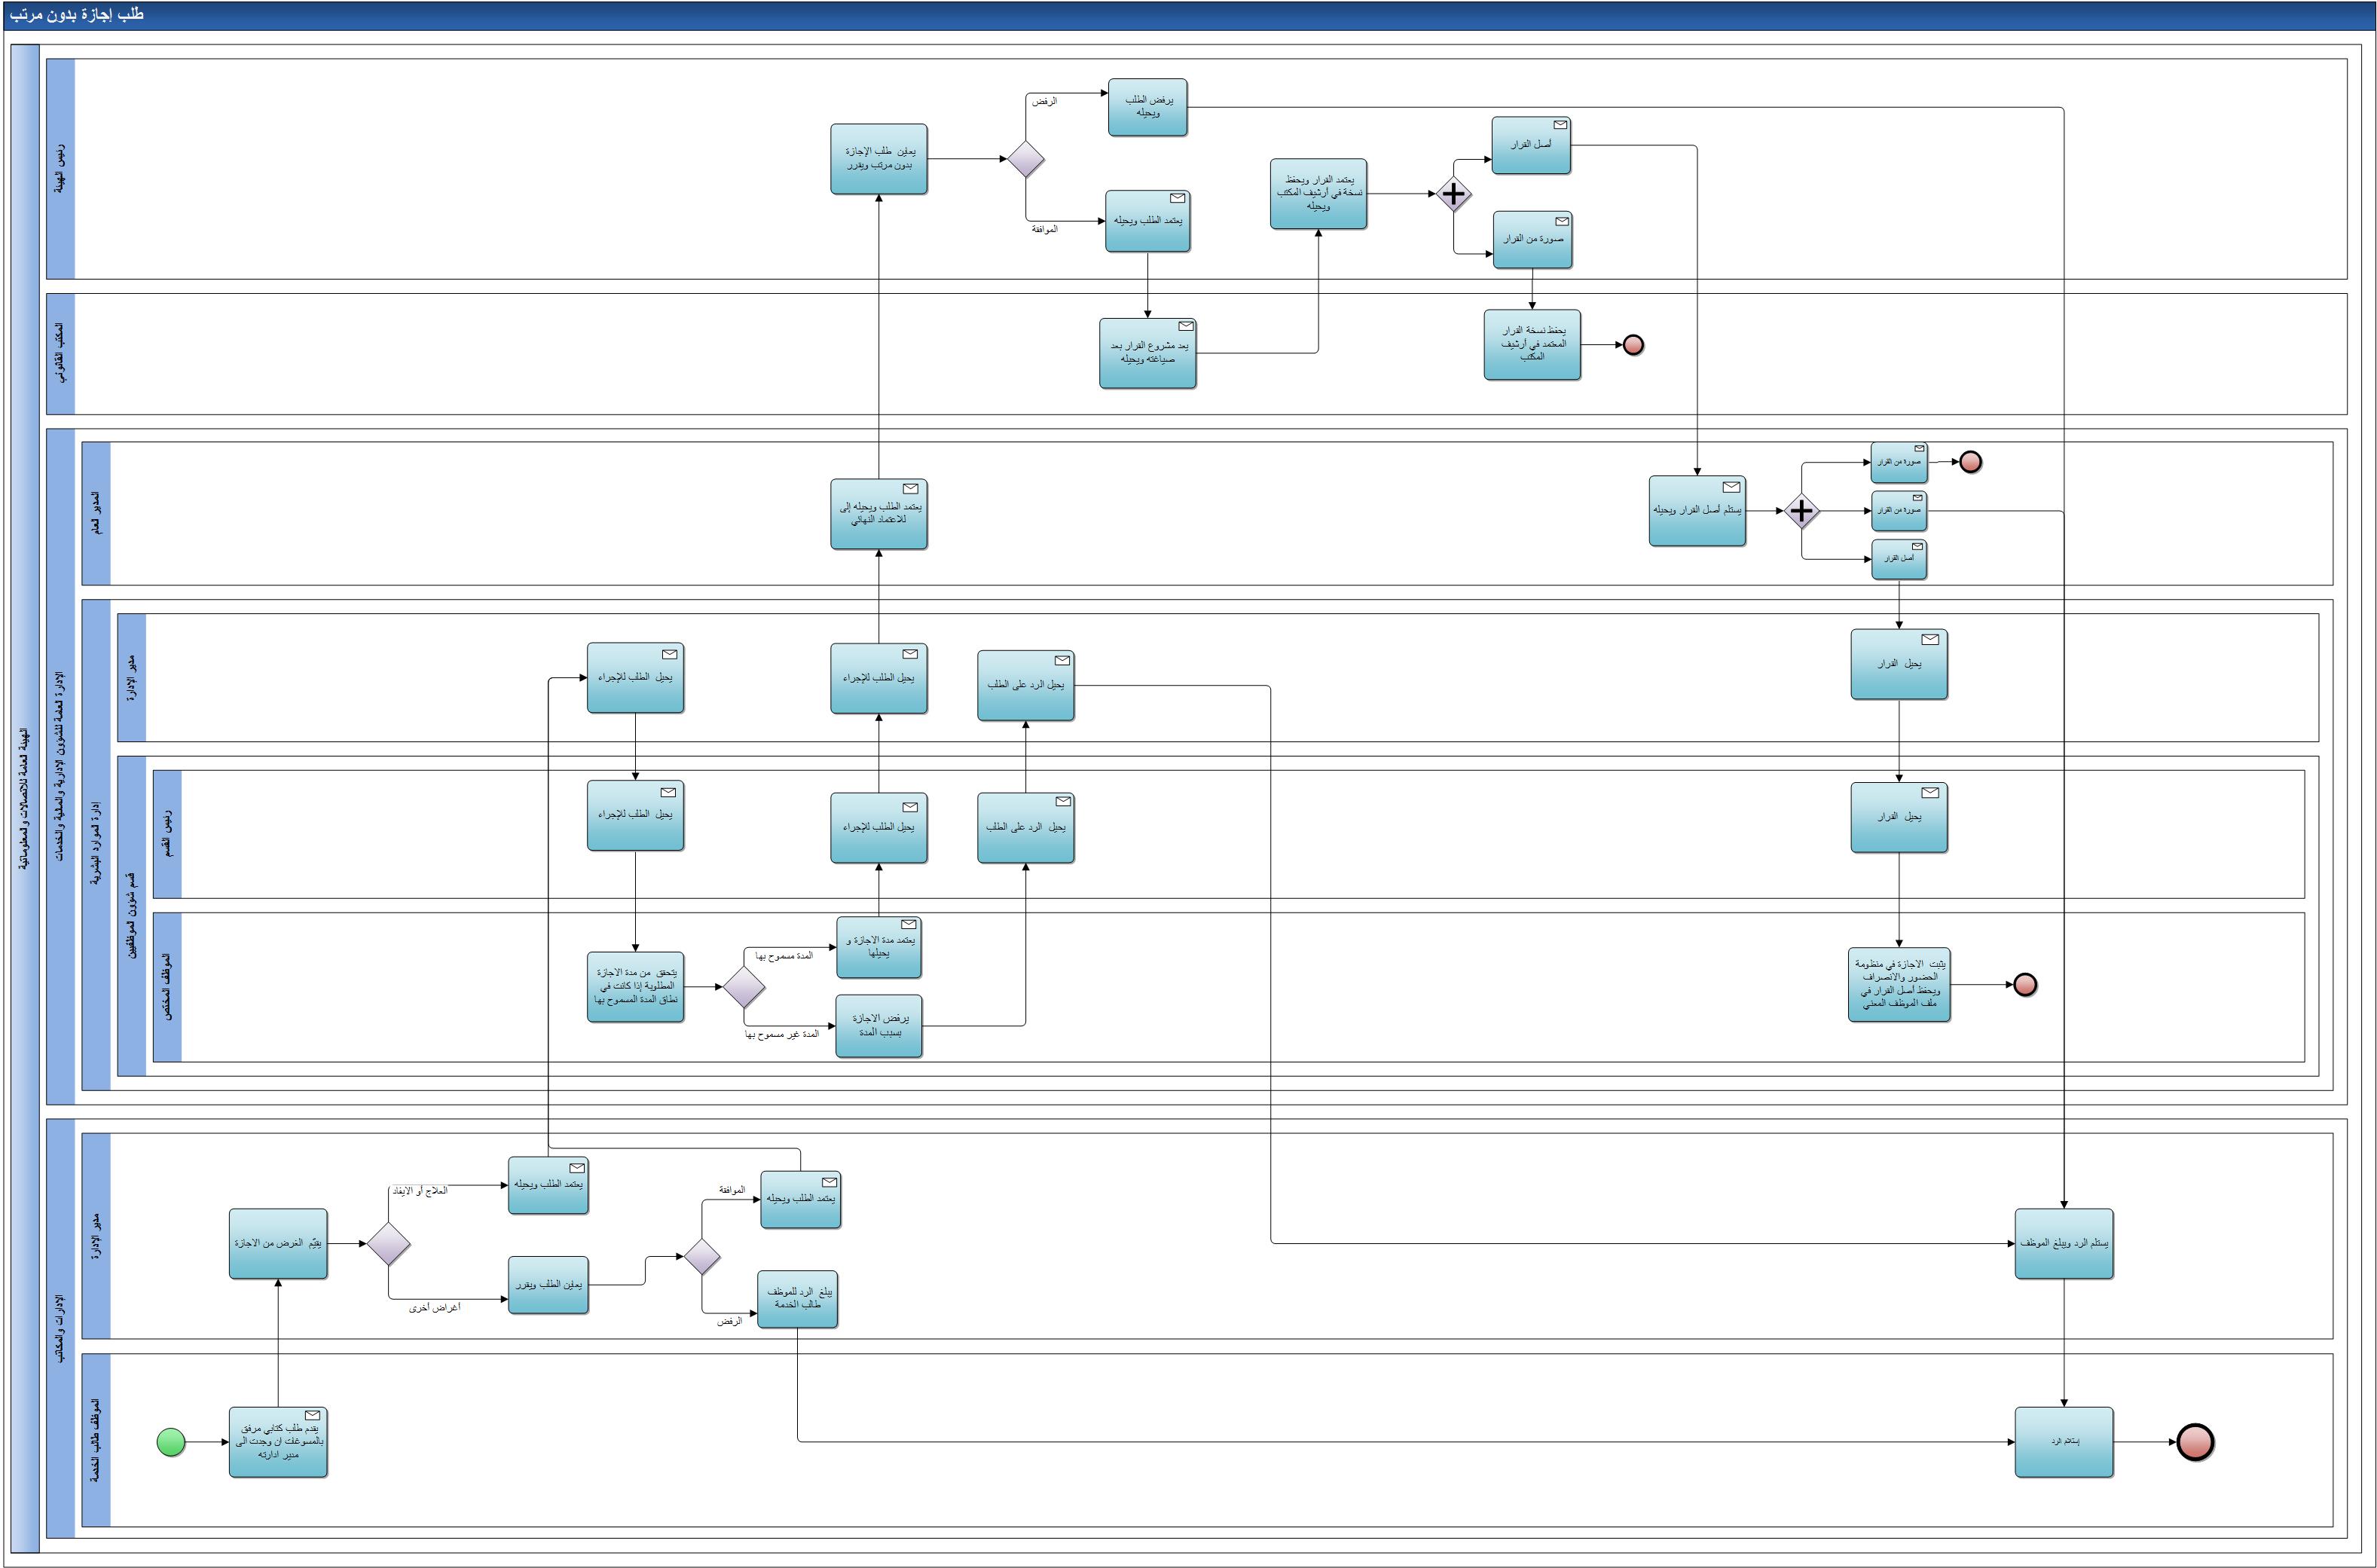 طلب إجازة بدون مرتب
الهيئة العامة للاتصالات والمعلوماتية
رئيس الهيئة
يعاين طلب الإجازة
بدون مرتب ويقرر
الرفض
يرفض الطلب
ويحيله
الموافقة
يعتمد الطلب ويحيله
يعتمد القرار ويحفظ
نسخة في أرشيف المكتب
ويحيله
أصل القرار
صورة من القرار
المكتب القانوني
يعد مشروع القرار بعد
صياغته ويحيله
يحفظ نسخة القرار
المعتمد في أرشيف
المكتب
الإدارة العامة للشؤون الإدارية والمالية والخدمات
المدير العام
يعتمد الطلب ويحيله إلى
للاعتماد النهائي
يستلم أصل القرار ويحيله
صورة من القرار
صورة من القرار
أصل القرار
إدارة الموارد البشرية
مدير الإدارة
يحيل الطلب للإجراء
يحيل الطلب للإجراء
يحيل الرد على الطلب
يحيل القرار
قسم شؤون الموظفيين
رئيس القسم
يحيل الطلب للإجراء
يحيل الطلب للإجراء
يحيل الرد على الطلب
يحيل القرار
الموظف المختص
يتحقق من مدة الاجازة
المطلوبة إذا كانت في
نطاق المدة المسموح بها
المدة مسموح بها
يعتمد مدة الاجازة و
يحيلها
المدة غير مسموح بها
يرفض الاجازة
بسبب المدة
يثبت الاجازة في منظومة
الحضور والانصراف
ويحفظ أصل القرار في
ملف الموظف المعني
الإدارات والمكاتب
مدير الإدارة
يقيّم الغرض من الاجازة
العلاج أو الايفاد
يعتمد الطلب ويحيله
أغراض أخرى
يعاين الطلب ويقرر
الموافقة
يعتمد الطلب ويحيله
الرفض
يبلغ الرد للموظف
طالب الخدمة
يستلم الرد ويبلغ الموظف
الموظف طالب الخدمة
يقدم طلب كتابي مرفق
بالمسوغات ان وجدت الى
مدير ادارته
إستلام الرد